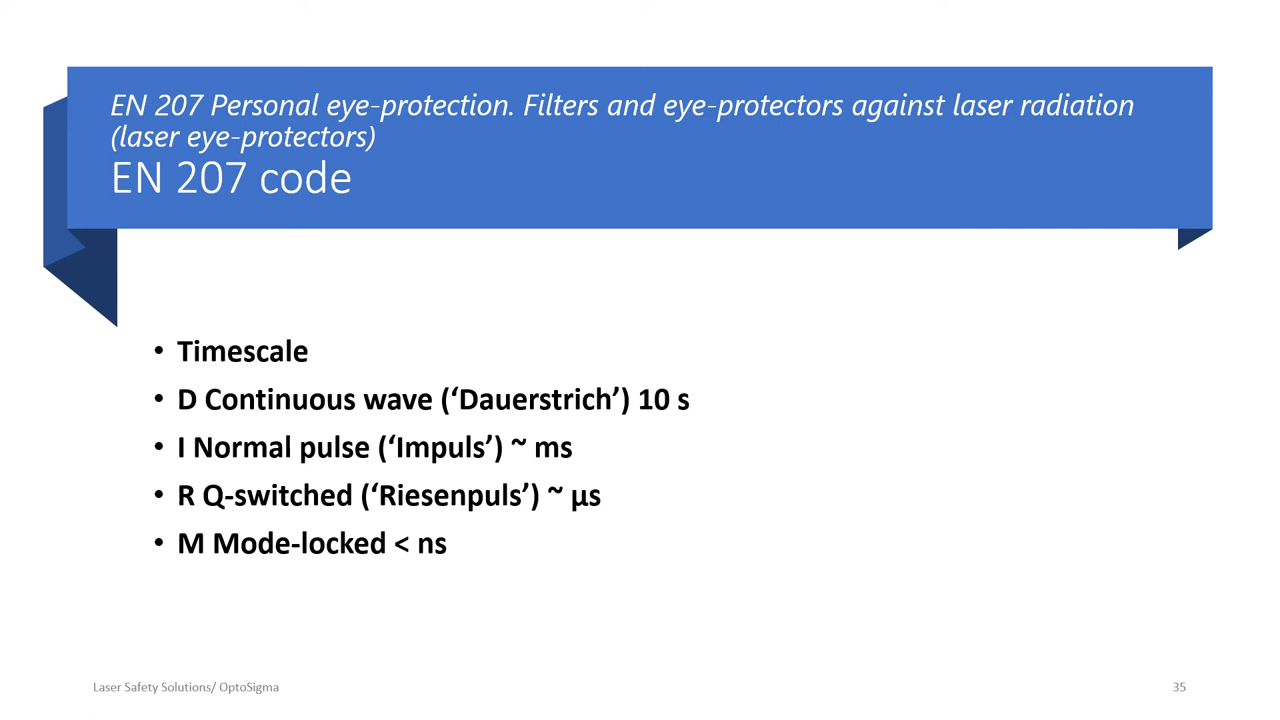 EN 207 Personal eye-protection. Filters and eye-protectors against laser radiation
(laser eye-protectors)
EN 207 code
• Timescale
• D Continuous wave (‘Dauerstrich’) 10 s
• I Normal pulse (‘Impuls’) ~ ms
• R Q-switched (‘Riesenpuls’) ~ µs
• M Mode-locked < ns
Laser Safety Solutions/ OptoSigma
35